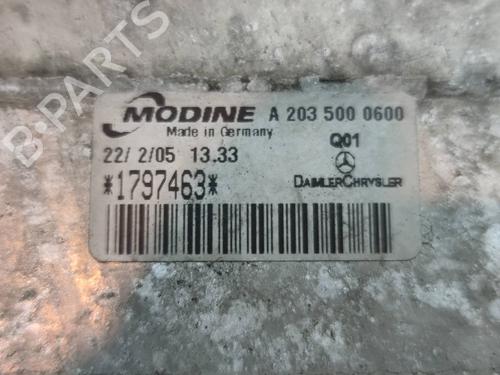 MODINE A 203 500 0600
Made in Germany Q01
22/ 2/05 13.33
*1797463* DAIMLERCHRYSLER
B-PARTS